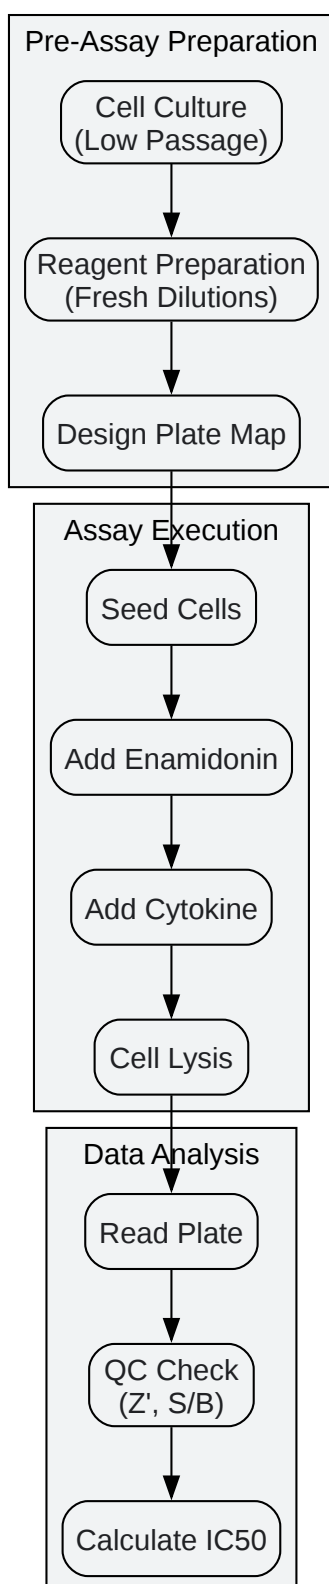 Pre-Assay Preparation
Cell Culture
(Low Passage)
Reagent Preparation
(Fresh Dilutions)
Design Plate Map
Assay Execution
Seed Cells
Add Enamidonin
Add Cytokine
Cell Lysis
Data Analysis
Read Plate
QC Check
(Z', S/B)
Calculate IC50